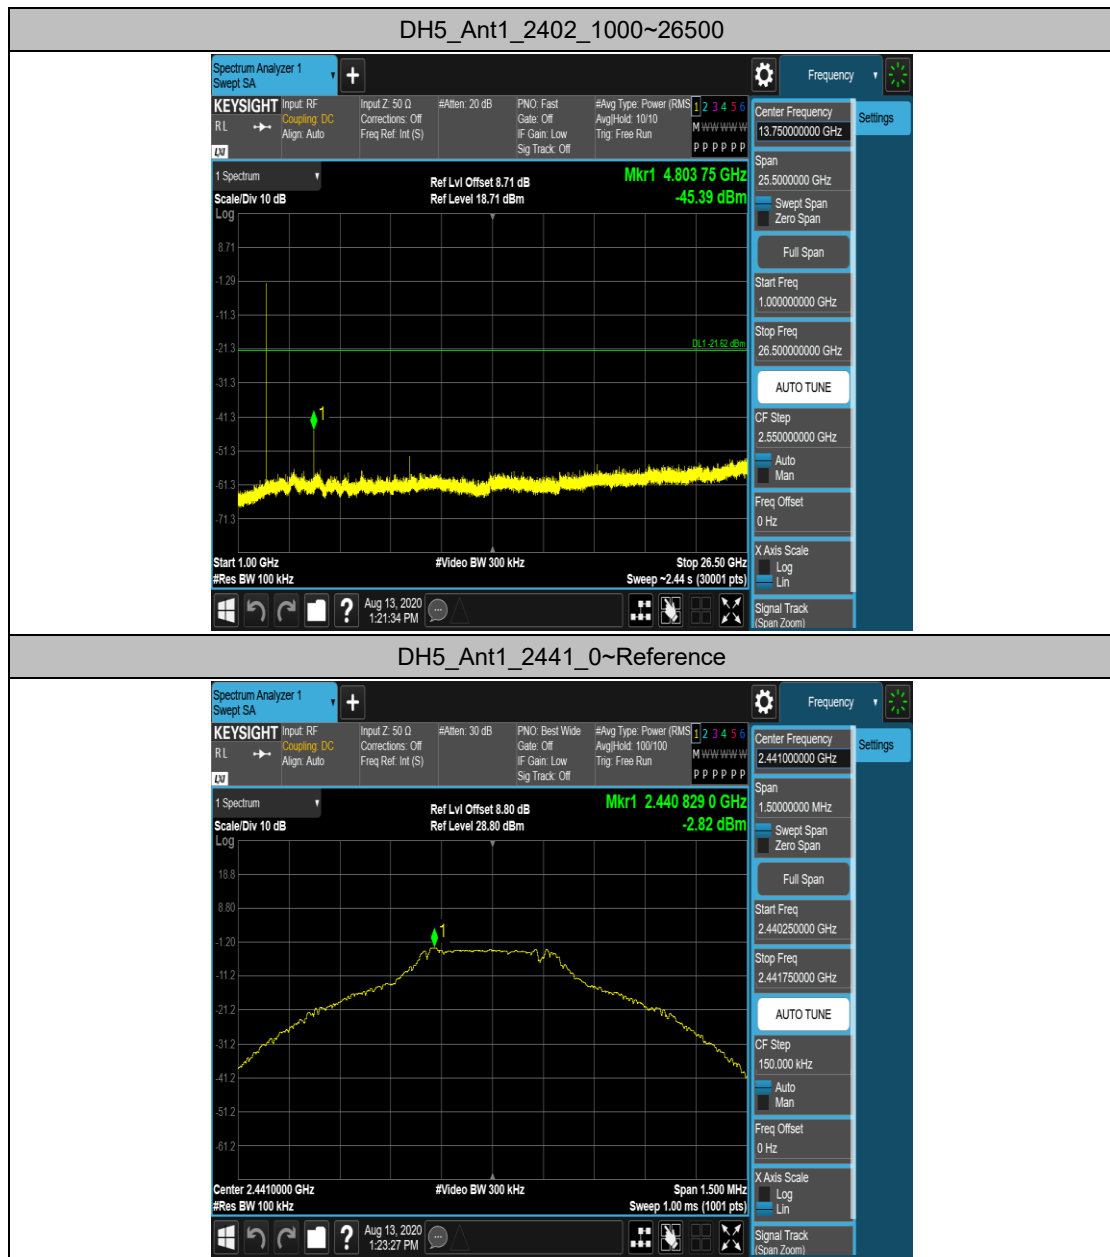 DH5_Ant1_2402_1000~26500
Spectrum Analyzer 1
Swept SA
Frequency
KEYSIGHT
RL
LXI
Input: RF
Coupling: DC
Align: Auto
Input Z: 50 Ω
Corrections: Off
Freq Ref: Int (S)
#Atten: 20 dB
PNO: Fast
Gate: Off
IF Gain: Low
Sig Track: Off
#Avg Type: Power (RMS
Avg|Hold: 10/10
Trig: Free Run
1 2 3 4 5 6
M W W W W W
P P P P P P
1 Spectrum
Scale/Div 10 dB
Log
Ref Lvl Offset 8.71 dB
Ref Level 18.71 dBm
Mkr1 4.803 75 GHz
-45.39 dBm
8.71
-1.29
-11.3
-21.3
-31.3
-41.3
-51.3
-61.3
-71.3
DL1 -21.62 dBm
1
Start 1.00 GHz
#Res BW 100 kHz
#Video BW 300 kHz
Stop 26.50 GHz
Sweep ~2.44 s (30001 pts)
Aug 13, 2020
1:21:34 PM
Center Frequency
13.750000000 GHz
Settings
Span
25.5000000 GHz
Swept Span
Zero Span
Full Span
Start Freq
1.000000000 GHz
Stop Freq
26.500000000 GHz
AUTO TUNE
CF Step
2.550000000 GHz
Auto
Man
Freq Offset
0 Hz
X Axis Scale
Log
Lin
Signal Track
(Span Zoom)
DH5_Ant1_2441_0~Reference
Spectrum Analyzer 1
Swept SA
Frequency
KEYSIGHT
RL
LXI
Input: RF
Coupling: DC
Align: Auto
Input Z: 50 Ω
Corrections: Off
Freq Ref: Int (S)
#Atten: 30 dB
PNO: Best Wide
Gate: Off
IF Gain: Low
Sig Track: Off
#Avg Type: Power (RMS
Avg|Hold: 100/100
Trig: Free Run
1 2 3 4 5 6
M W W W W W
P P P P P P
1 Spectrum
Scale/Div 10 dB
Log
Ref Lvl Offset 8.80 dB
Ref Level 28.80 dBm
Mkr1 2.440 829 0 GHz
-2.82 dBm
18.8
8.80
-1.20
-11.2
-21.2
-31.2
-41.2
-51.2
-61.2
1
Center 2.4410000 GHz
#Res BW 100 kHz
#Video BW 300 kHz
Span 1.500 MHz
Sweep 1.00 ms (1001 pts)
Aug 13, 2020
1:23:27 PM
Center Frequency
2.441000000 GHz
Settings
Span
1.50000000 MHz
Swept Span
Zero Span
Full Span
Start Freq
2.440250000 GHz
Stop Freq
2.441750000 GHz
AUTO TUNE
CF Step
150.000 kHz
Auto
Man
Freq Offset
0 Hz
X Axis Scale
Log
Lin
Signal Track
(Span Zoom)